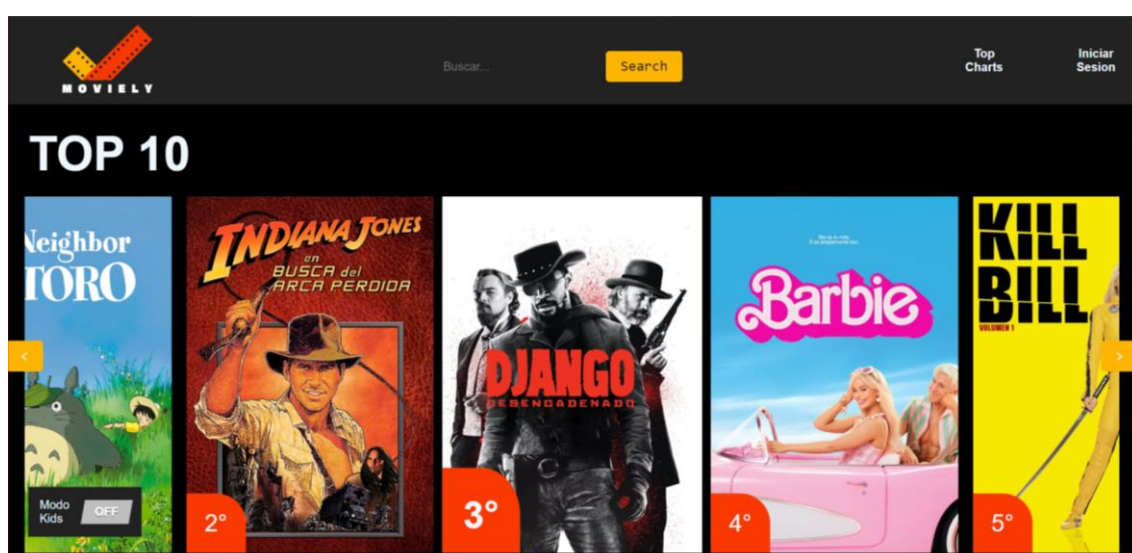 MOVIELY
Buscar...
Search
Top
Charts
Iniciar
Sesion
TOP 10
Neighbor
TORO
<
Modo
Kids
OFF
INDIANA JONES
en
BUSCA del
ARCA PERDIDA
2°
DJANGO
DESENCADENADO
3°
Barbie
4°
KILL
BILL
VOLUMEN 1
>
5°